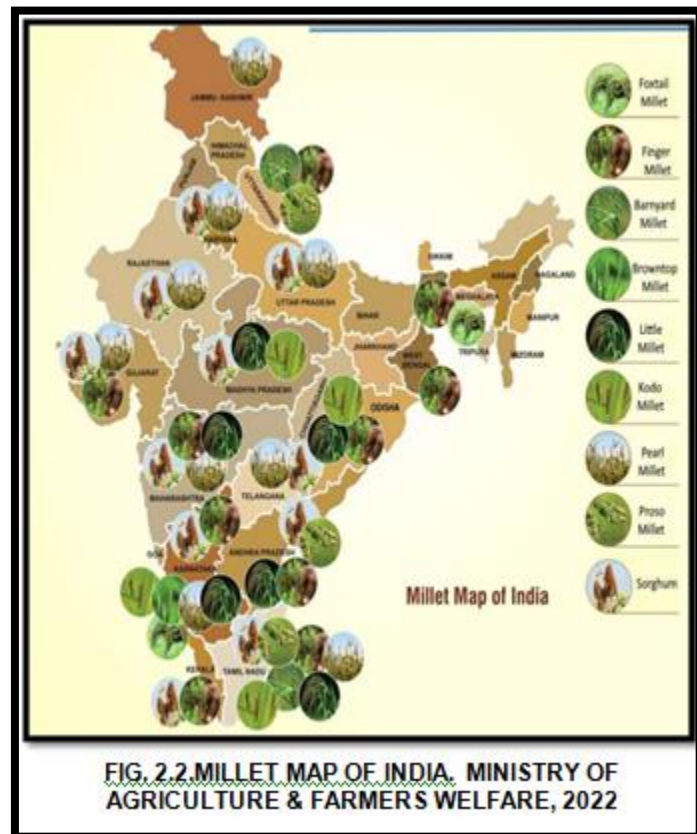 JAMMU- KASHMIR
HIMACHAL
PRADESH
PUNJAB
UTTARAKHAND
HARYANA
RAJASTHAN
UTTAR PRADESH
BIHAR
SIKKIM
ASSAM
NAGALAND
MEGHALAYA
MANIPUR
TRIPURA
MIZORAM
GUJARAT
MADHYA PRADESH
JHARKHAND
WEST
BENGAL
CHHATTISGARH
ODISHA
MAHARASHTRA
TELANGANA
GOA
KARNATAKA
ANDHRA PRADESH
KERALA
TAMIL NADU
Foxtail
Millet
Finger
Millet
Barnyard
Millet
Browntop
Millet
Little
Millet
Kodo
Millet
Pearl
Millet
Proso
Millet
Sorghum
Millet Map of India
FIG. 2.2.MILLET MAP OF INDIA. MINISTRY OF
AGRICULTURE & FARMERS WELFARE, 2022